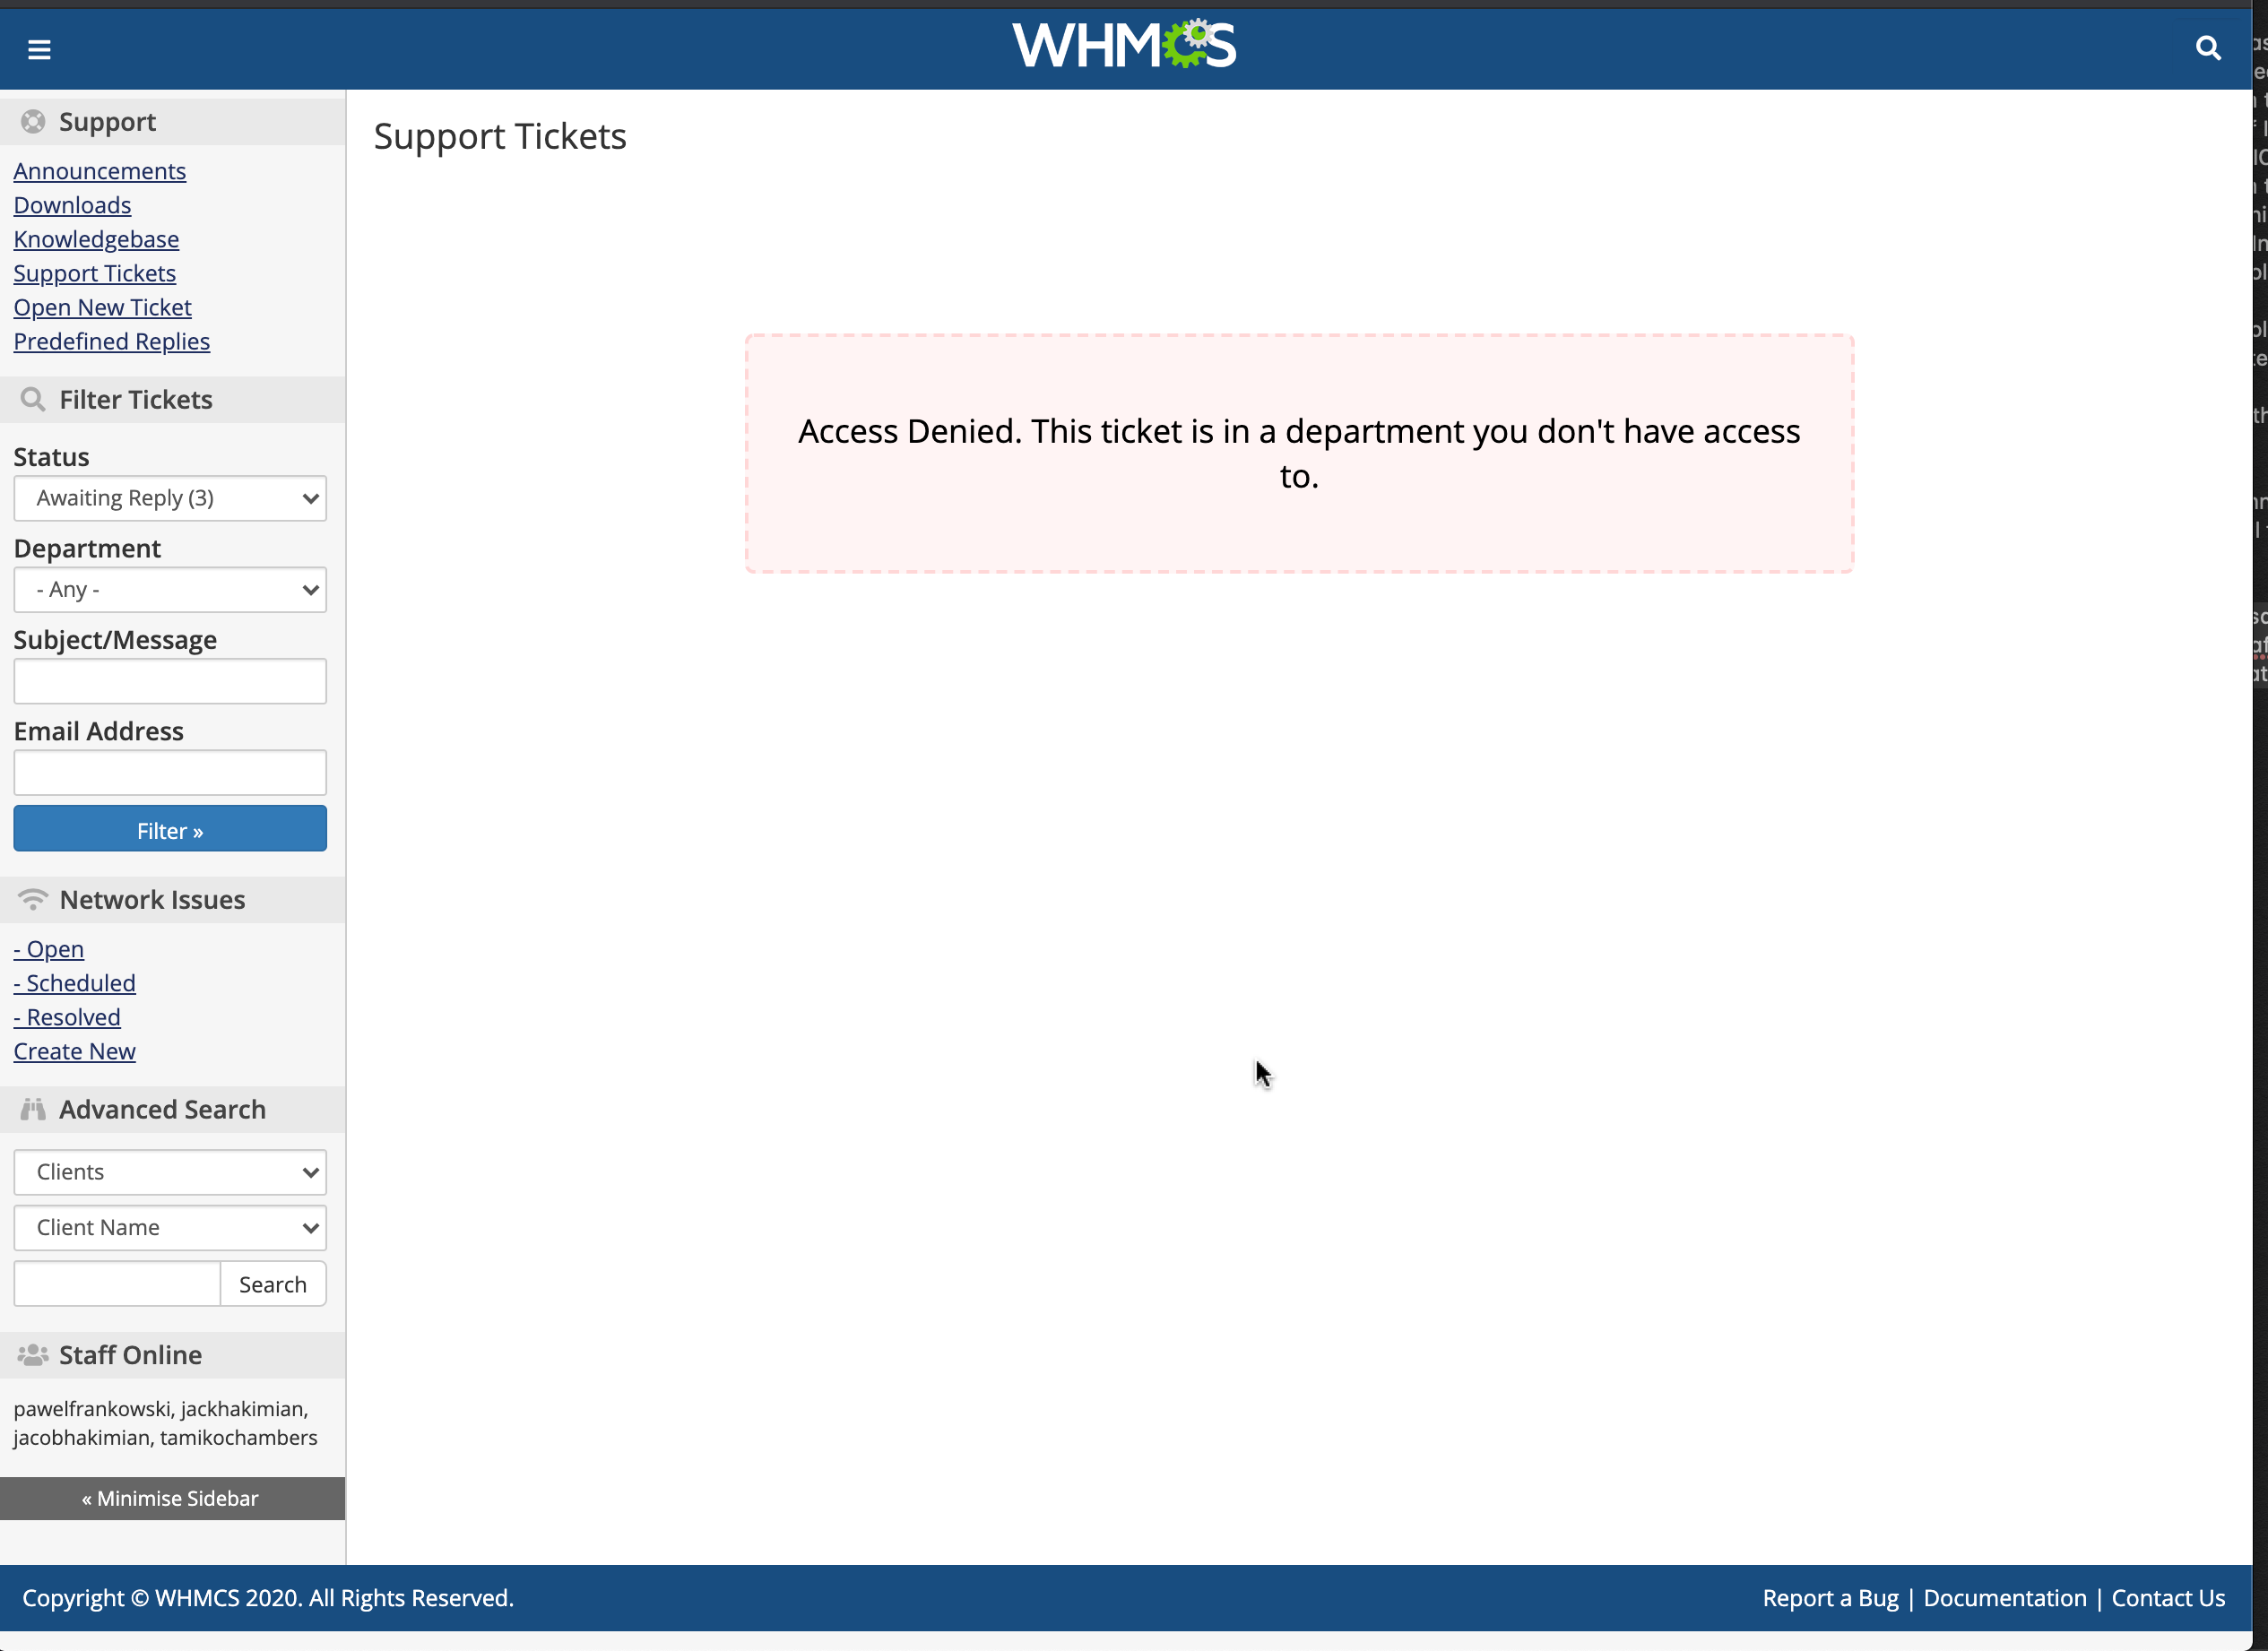 WHMCS
Support
Announcements
Downloads
Knowledgebase
Support Tickets
Open New Ticket
Predefined Replies
Filter Tickets
Status
Awaiting Reply (3)
Department
- Any -
Subject/Message
Email Address
Filter »
Network Issues
- Open
- Scheduled
- Resolved
Create New
Advanced Search
Clients
Client Name
Search
Staff Online
pawelfrankowski, jackhakimian,
jacobhakimian, tamikochambers
« Minimise Sidebar
Support Tickets
Access Denied. This ticket is in a department you don't have access
to.
Copyright © WHMCS 2020. All Rights Reserved.
Report a Bug | Documentation | Contact Us